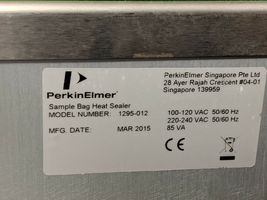 PerkinElmer
PerkinElmer Singapore Pte Ltd
28 Ayer Rajah Crescent #04-01
Singapore 139959
Sample Bag Heat Sealer
MODEL NUMBER: 1295-012
100-120 VAC 50/60 Hz
220-240 VAC 50/60 Hz
MFG. DATE: MAR 2015
85 VA
CE